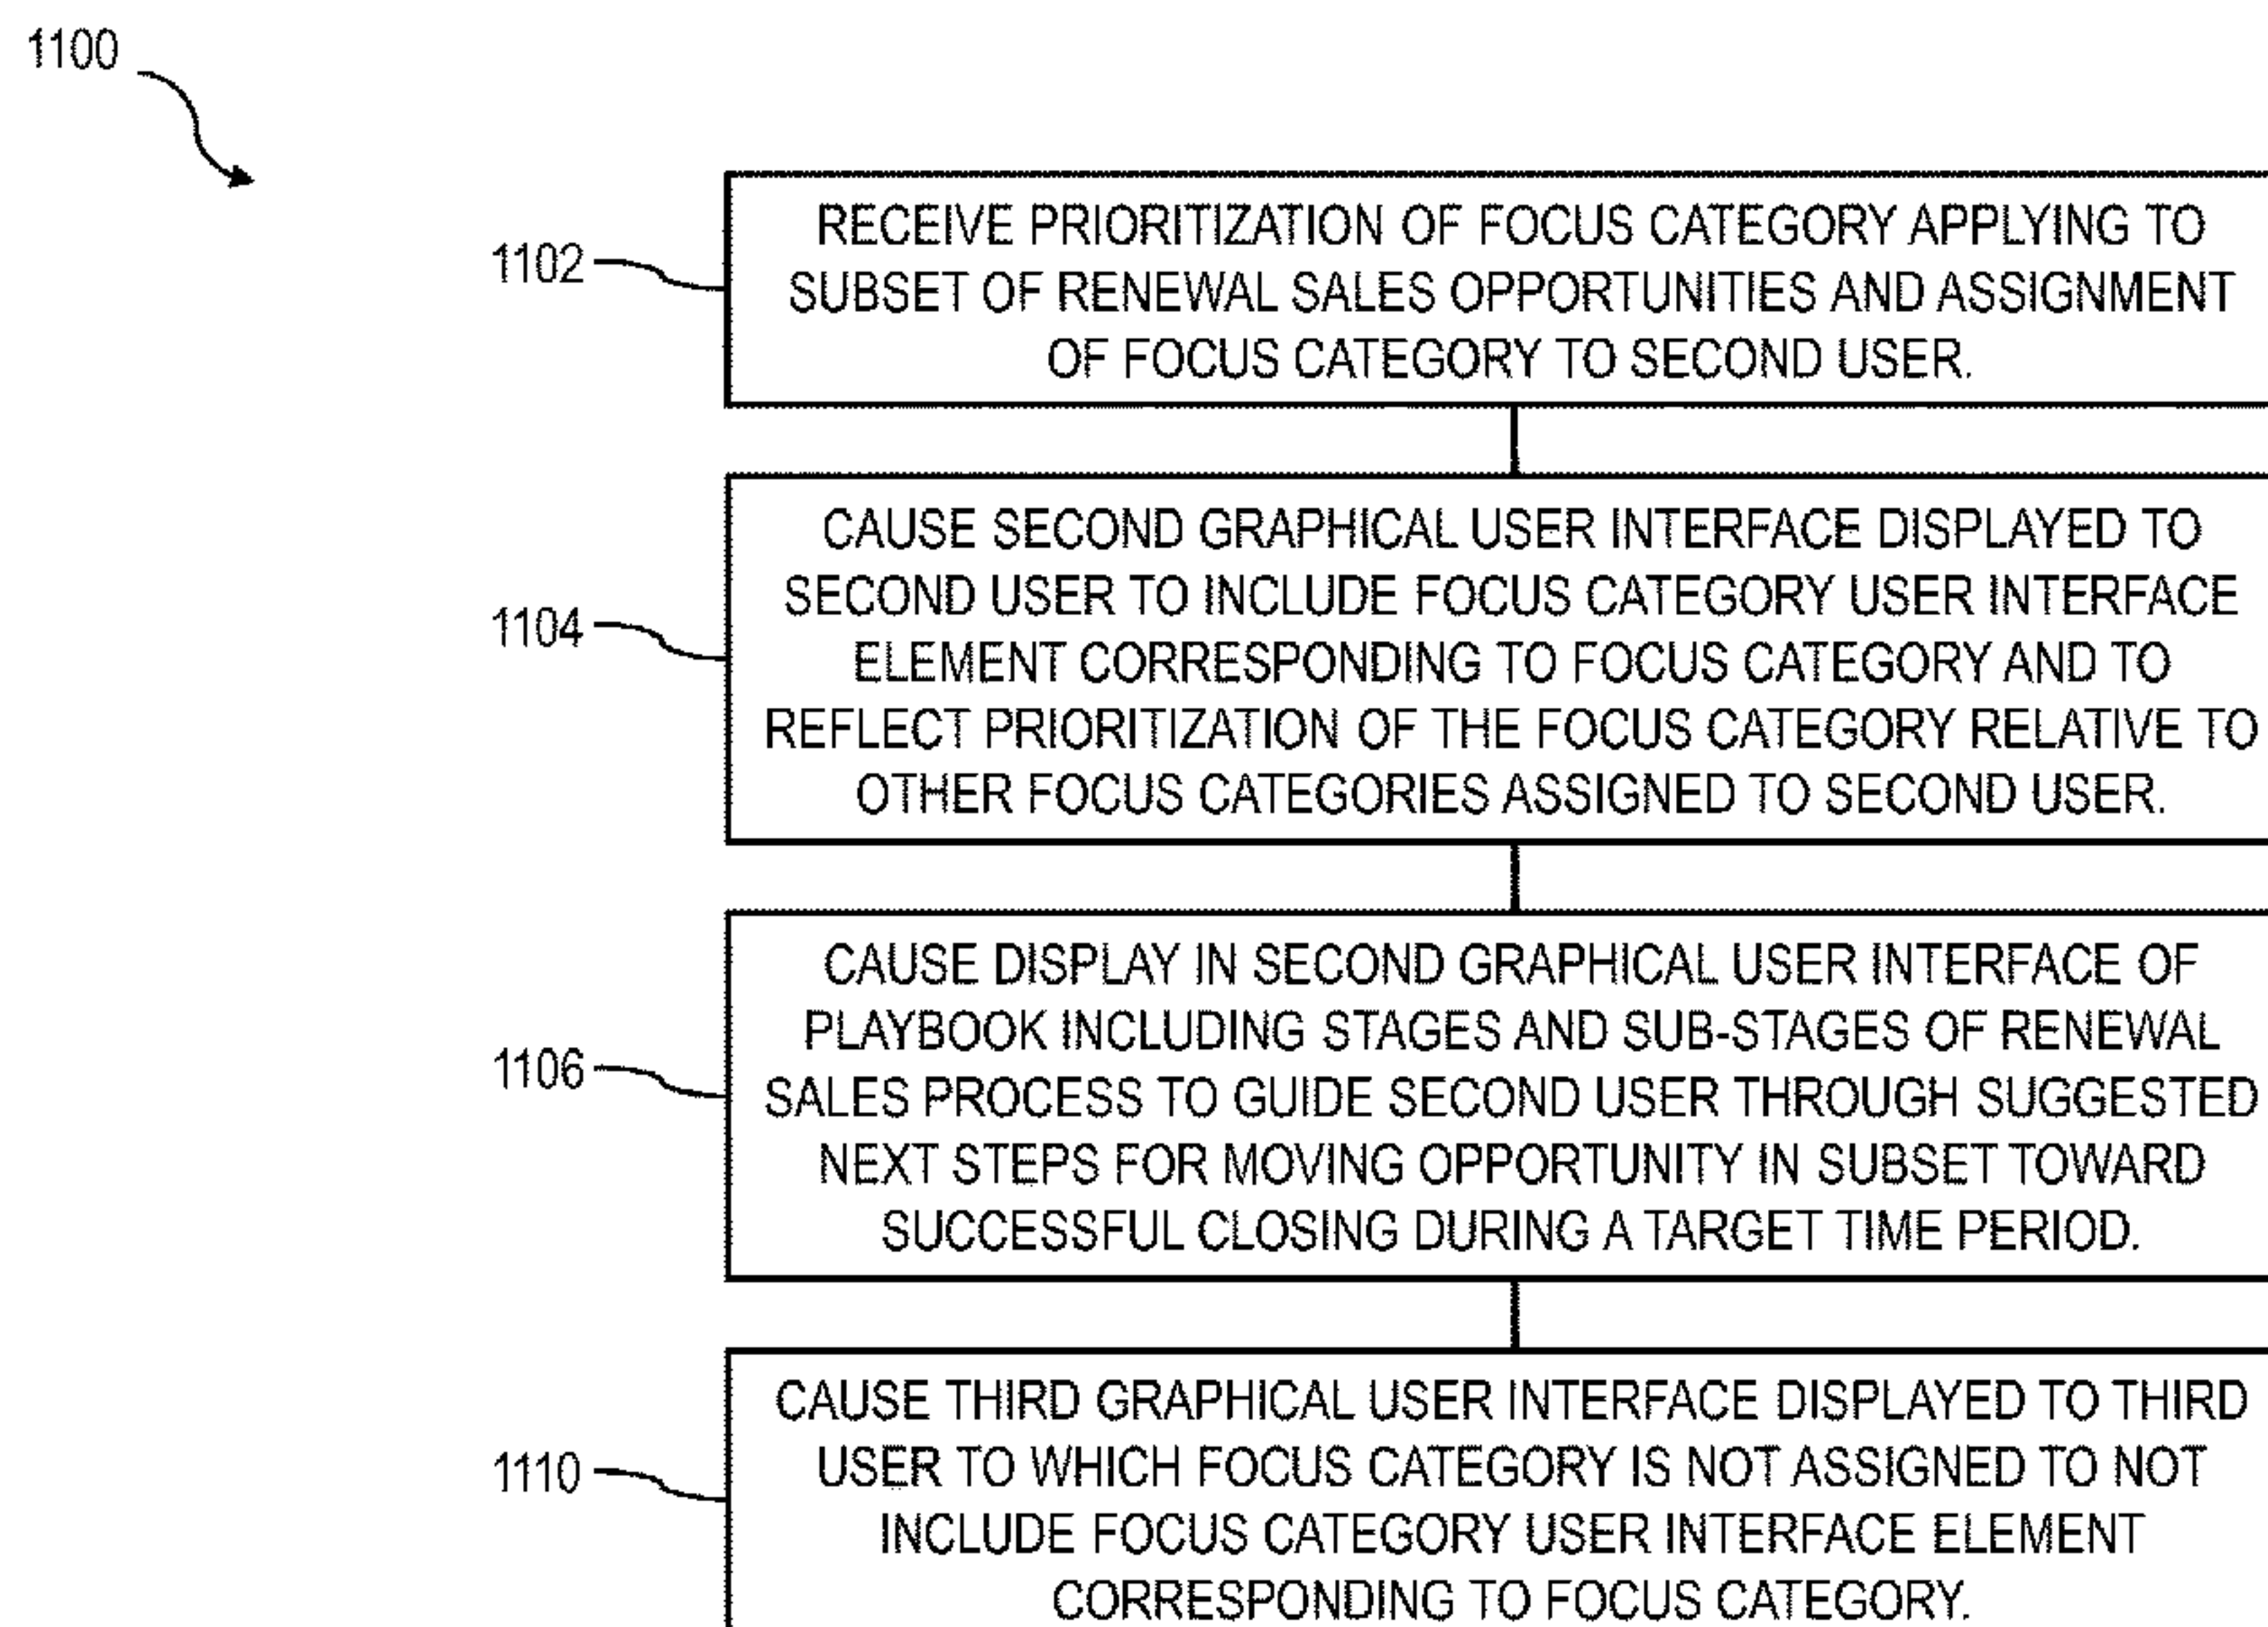 1100
1102
RECEIVE PRIORITIZATION OF FOCUS CATEGORY APPLYING TO
SUBSET OF RENEWAL SALES OPPORTUNITIES AND ASSIGNMENT
OF FOCUS CATEGORY TO SECOND USER.
1104
CAUSE SECOND GRAPHICAL USER INTERFACE DISPLAYED TO
SECOND USER TO INCLUDE FOCUS CATEGORY USER INTERFACE
ELEMENT CORRESPONDING TO FOCUS CATEGORY AND TO
REFLECT PRIORITIZATION OF THE FOCUS CATEGORY RELATIVE TO
OTHER FOCUS CATEGORIES ASSIGNED TO SECOND USER.
1106
CAUSE DISPLAY IN SECOND GRAPHICAL USER INTERFACE OF
PLAYBOOK INCLUDING STAGES AND SUB-STAGES OF RENEWAL
SALES PROCESS TO GUIDE SECOND USER THROUGH SUGGESTED
NEXT STEPS FOR MOVING OPPORTUNITY IN SUBSET TOWARD
SUCCESSFUL CLOSING DURING A TARGET TIME PERIOD.
1110
CAUSE THIRD GRAPHICAL USER INTERFACE DISPLAYED TO THIRD
USER TO WHICH FOCUS CATEGORY IS NOT ASSIGNED TO NOT
INCLUDE FOCUS CATEGORY USER INTERFACE ELEMENT
CORRESPONDING TO FOCUS CATEGORY.